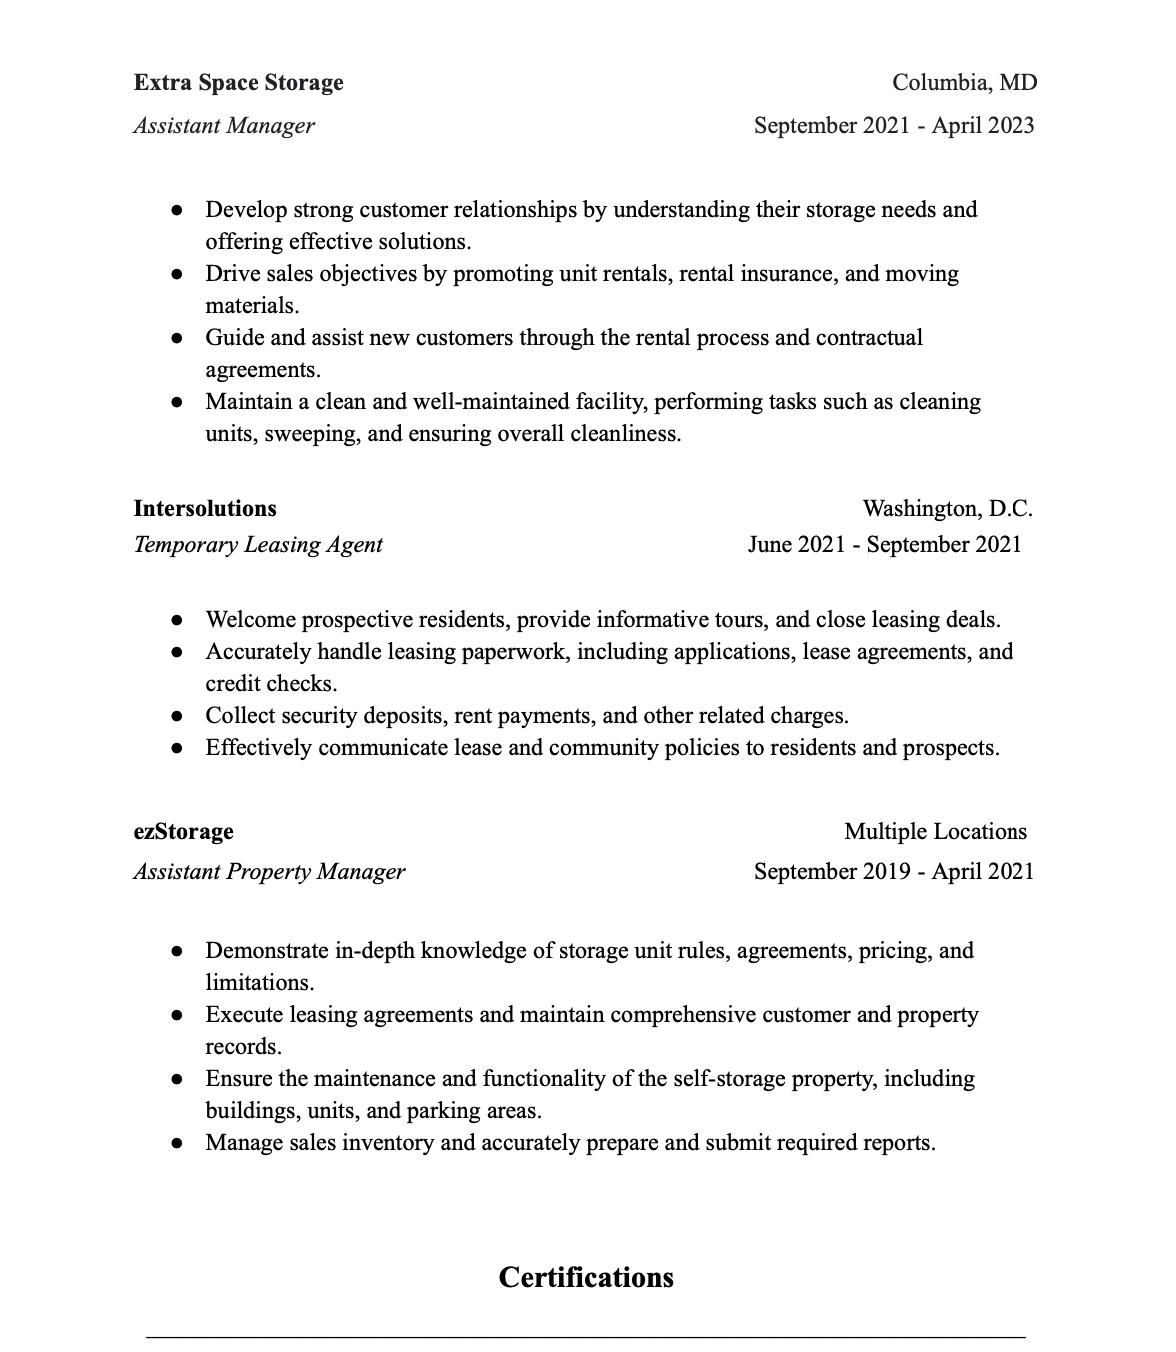 Extra Space Storage Columbia, MD
Assistant Manager September 2021 - April 2023
● Develop strong customer relationships by understanding their storage needs and
offering effective solutions.
● Drive sales objectives by promoting unit rentals, rental insurance, and moving
materials.
● Guide and assist new customers through the rental process and contractual
agreements.
● Maintain a clean and well-maintained facility, performing tasks such as cleaning
units, sweeping, and ensuring overall cleanliness.
Intersolutions Washington, D.C.
Temporary Leasing Agent June 2021 - September 2021
● Welcome prospective residents, provide informative tours, and close leasing deals.
● Accurately handle leasing paperwork, including applications, lease agreements, and
credit checks.
● Collect security deposits, rent payments, and other related charges.
● Effectively communicate lease and community policies to residents and prospects.
ezStorage Multiple Locations
Assistant Property Manager September 2019 - April 2021
● Demonstrate in-depth knowledge of storage unit rules, agreements, pricing, and
limitations.
● Execute leasing agreements and maintain comprehensive customer and property
records.
● Ensure the maintenance and functionality of the self-storage property, including
buildings, units, and parking areas.
● Manage sales inventory and accurately prepare and submit required reports.
Certifications